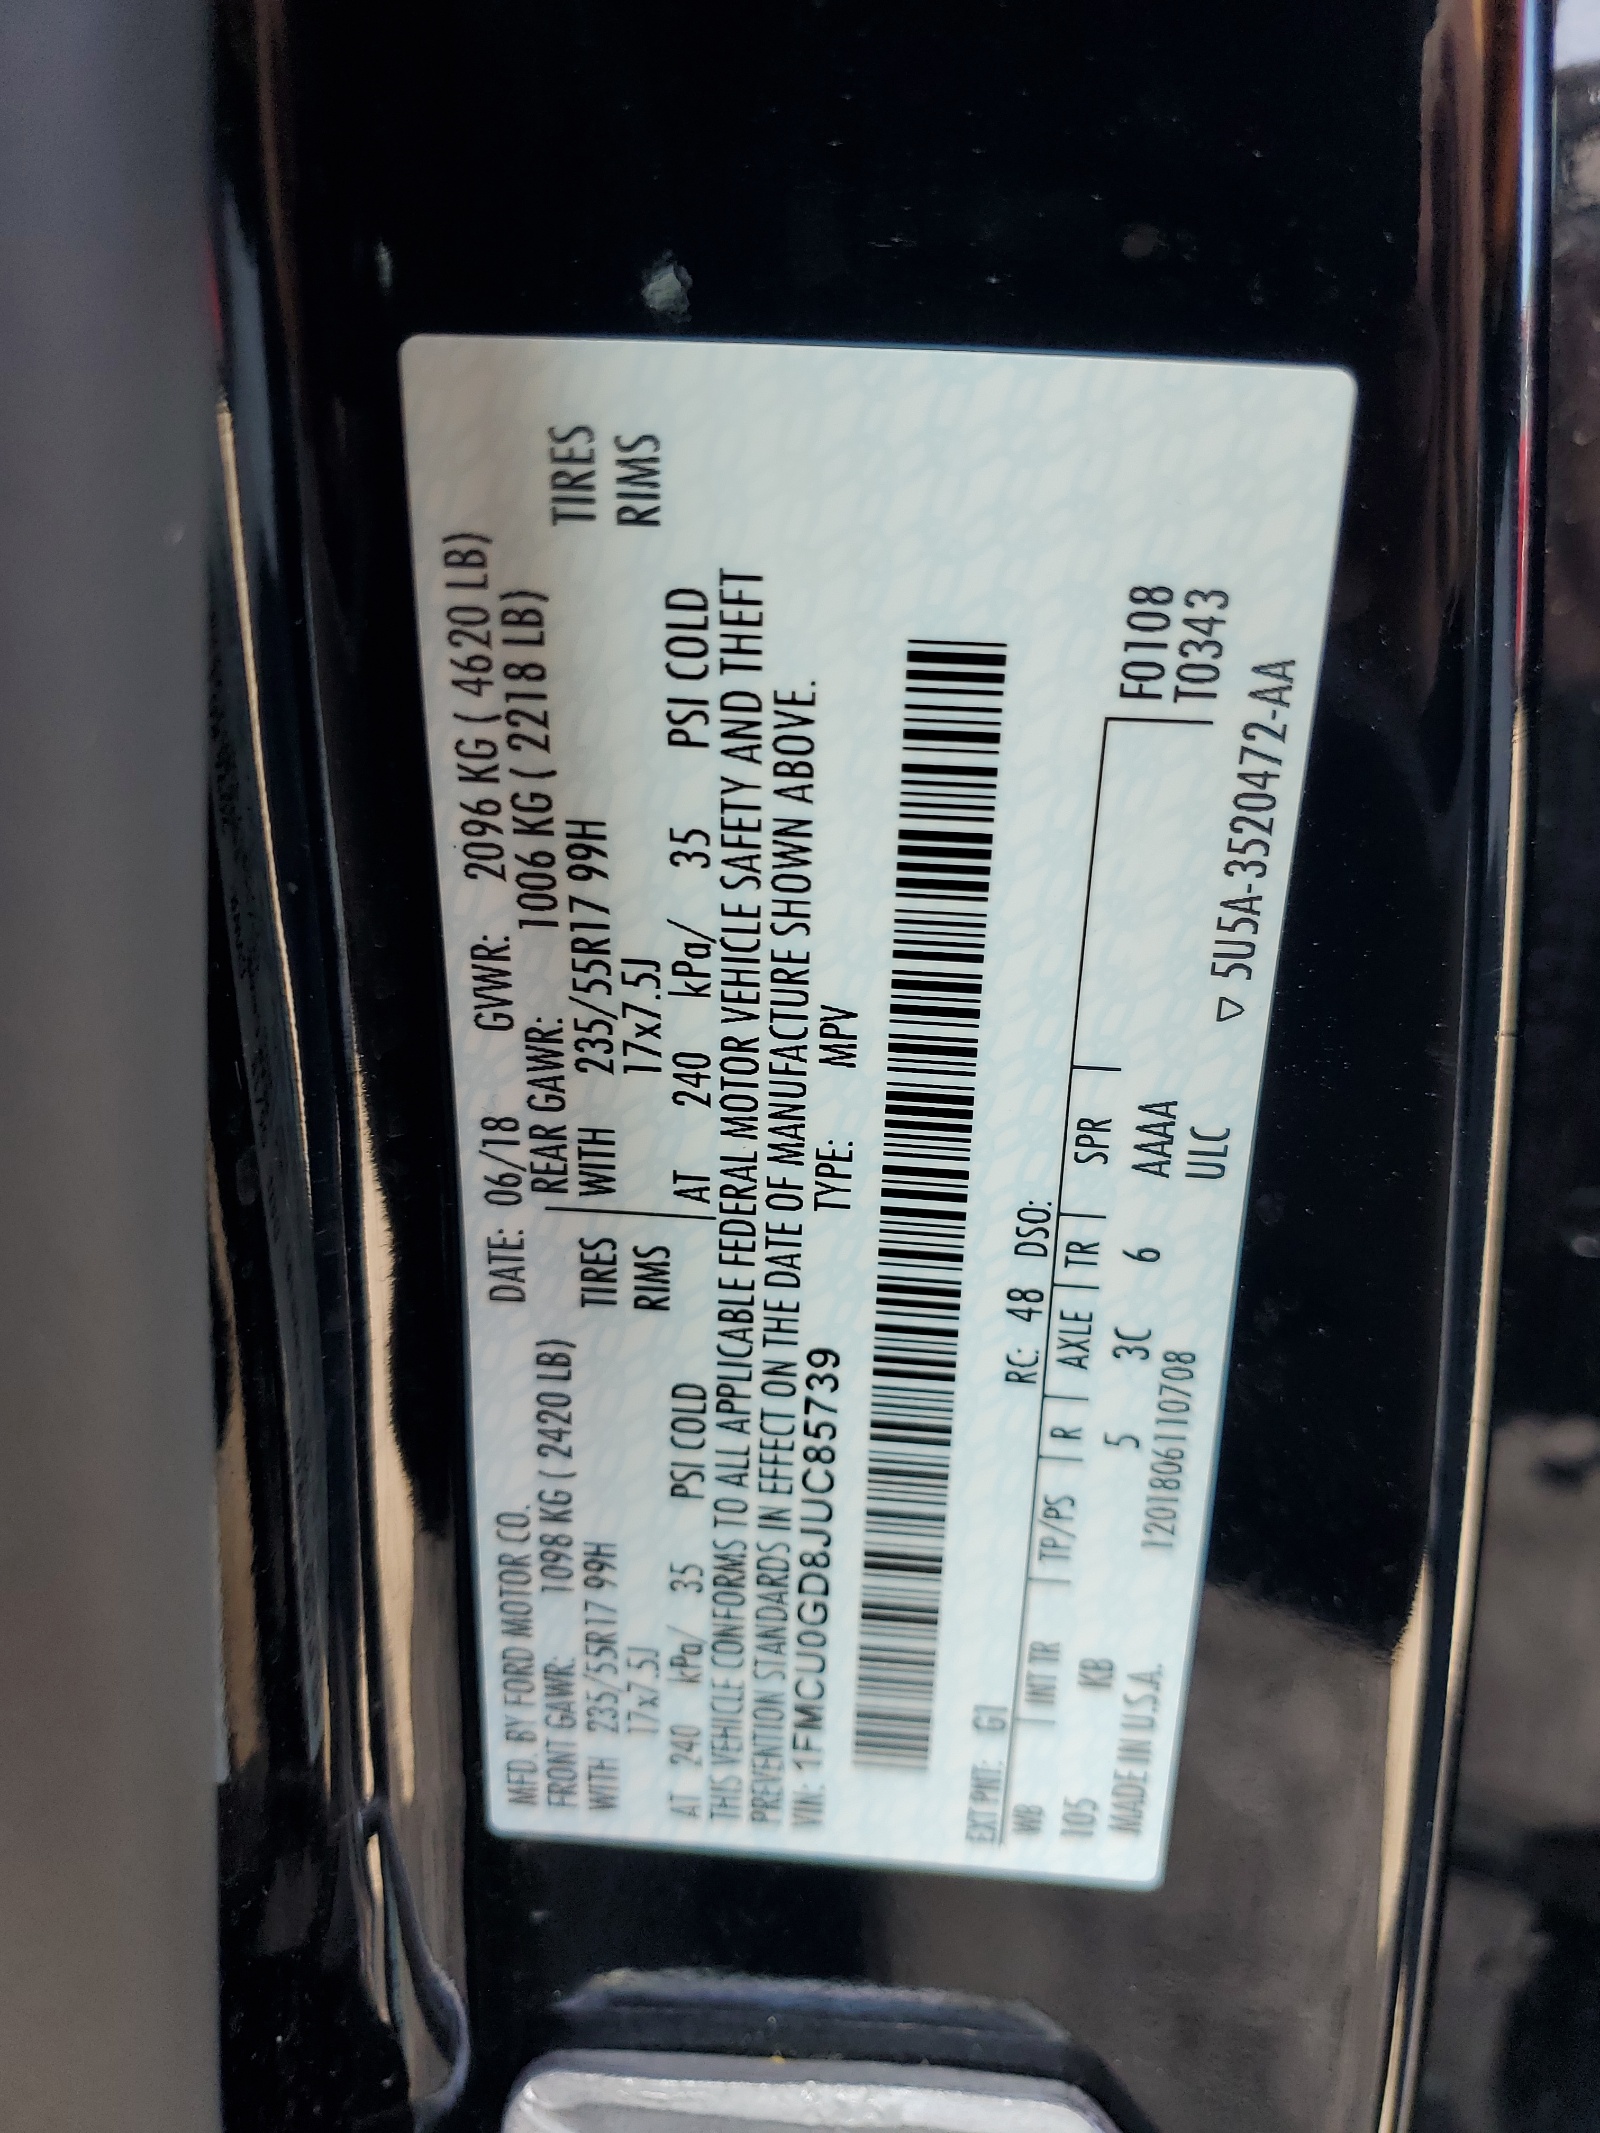 MFD. BY FORD MOTOR CO. DATE: 06/18 GVWR: 2096 KG ( 4620 LB)
FRONT GAWR: 1098 KG ( 2420 LB) REAR GAWR: 1006 KG ( 2218 LB)
WITH 235/55R17 99H TIRES WITH 235/55R17 99H TIRES
17x7.5J RIMS 17x7.5J RIMS
AT 240 kPa/ 35 PSI COLD AT 240 kPa/ 35 PSI COLD
THIS VEHICLE CONFORMS TO ALL APPLICABLE FEDERAL MOTOR VEHICLE SAFETY AND THEFT
PREVENTION STANDARDS IN EFFECT ON THE DATE OF MANUFACTURE SHOWN ABOVE.
VIN: 1FMCU0GD8JUC85739 TYPE: MPV
EXT PNT: G1 RC: 48 DSO:
WB INT TR TP/PS R AXLE TR SPR
105 KB 5 3C 6 AAAA F0108
MADE IN U.S.A. 1201806110708 ULC T0343
▽ 5U5A-3520472-AA